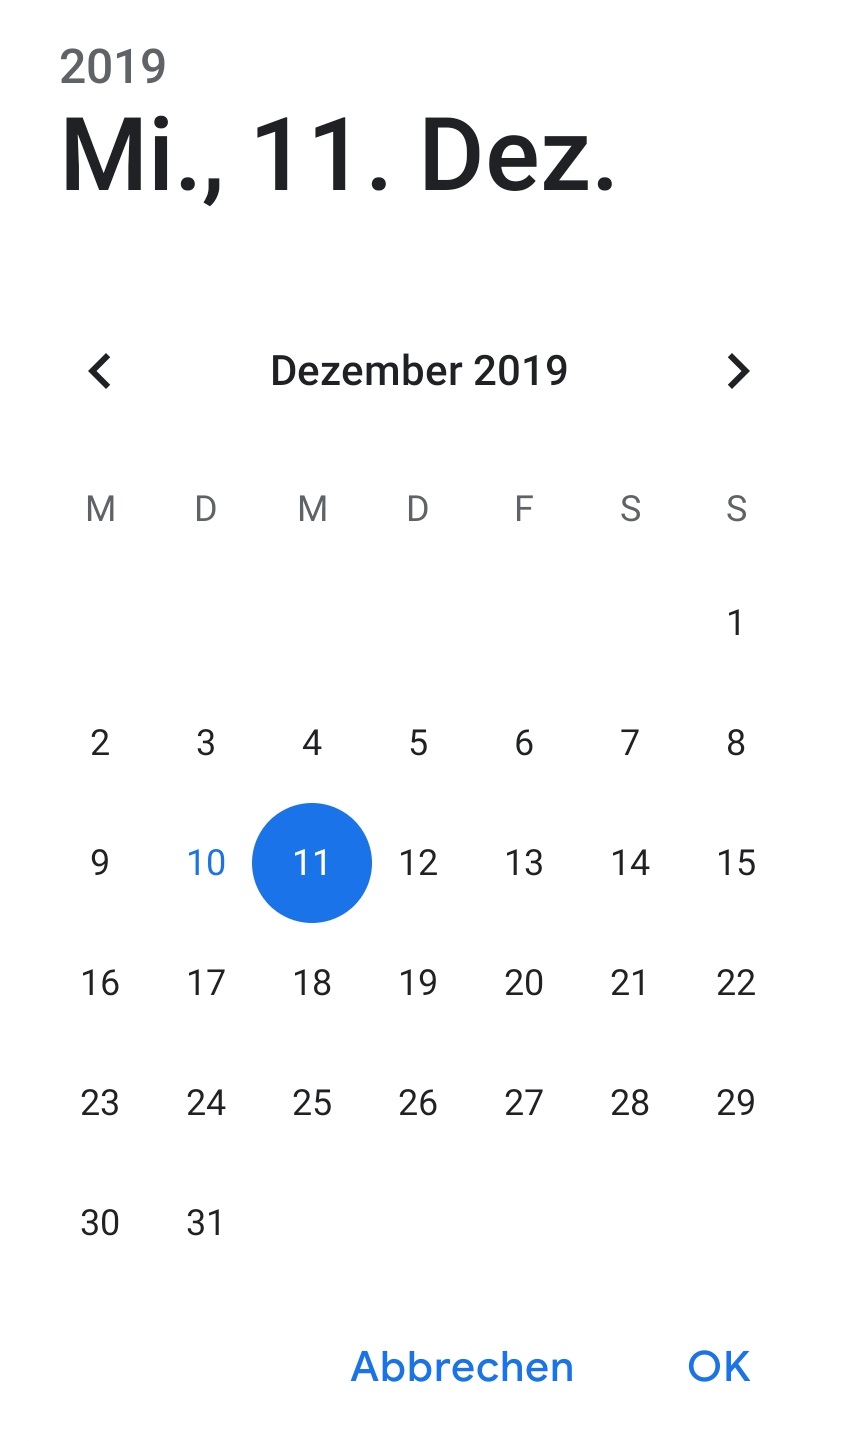 2019
Mi., 11. Dez.
Dezember 2019
M D M D F S S
1
2 3 4 5 6 7 8
9 10 11 12 13 14 15
16 17 18 19 20 21 22
23 24 25 26 27 28 29
30 31
Abbrechen OK